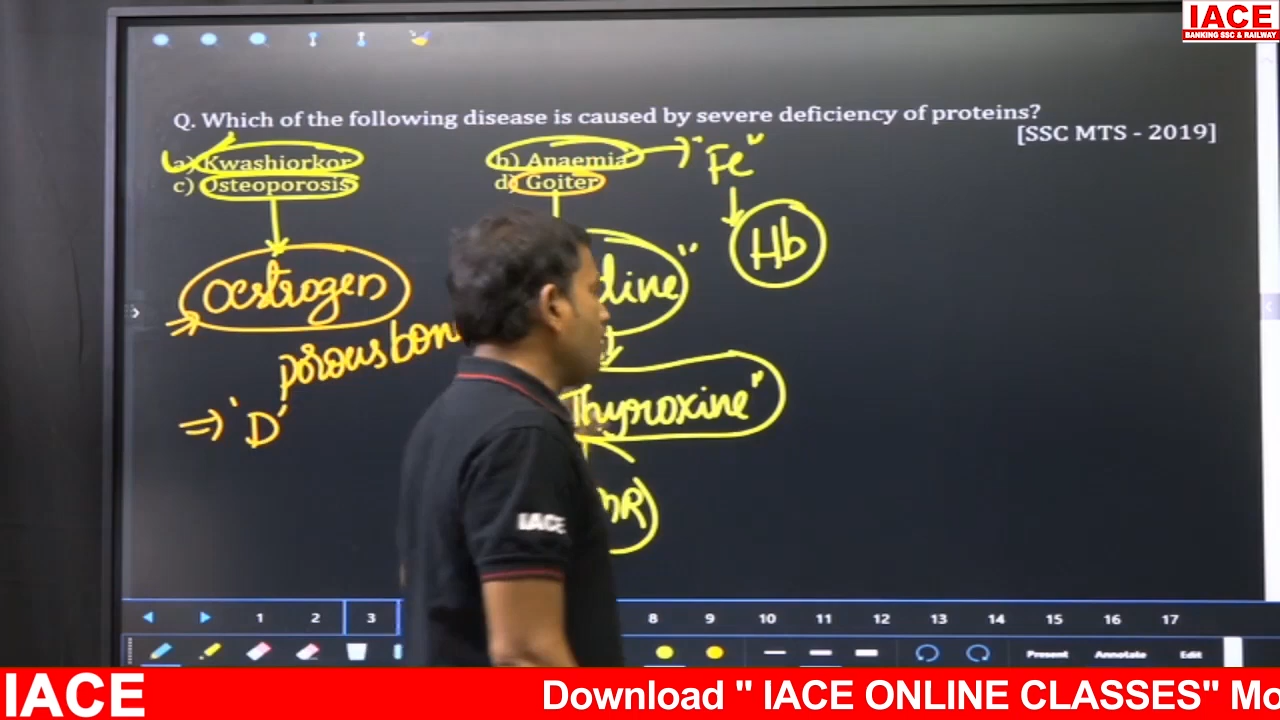 IACE
BANKING SSC & RAILWAY
Q. Which of the following disease is caused by severe deficiency of proteins?
[SSC MTS - 2019]
a) Kwashiorkor
b) Anaemia
"Fe"
c) Osteoporosis
d) Goiter
Hb
oestrogen
dine"
porous bon
Thyroxine"
'D'
MR)
IACE
1 2 3 8 9 10 11 12 13 14 15 16 17
Present Annotate Edit
IACE Download " IACE ONLINE CLASSES" Mo